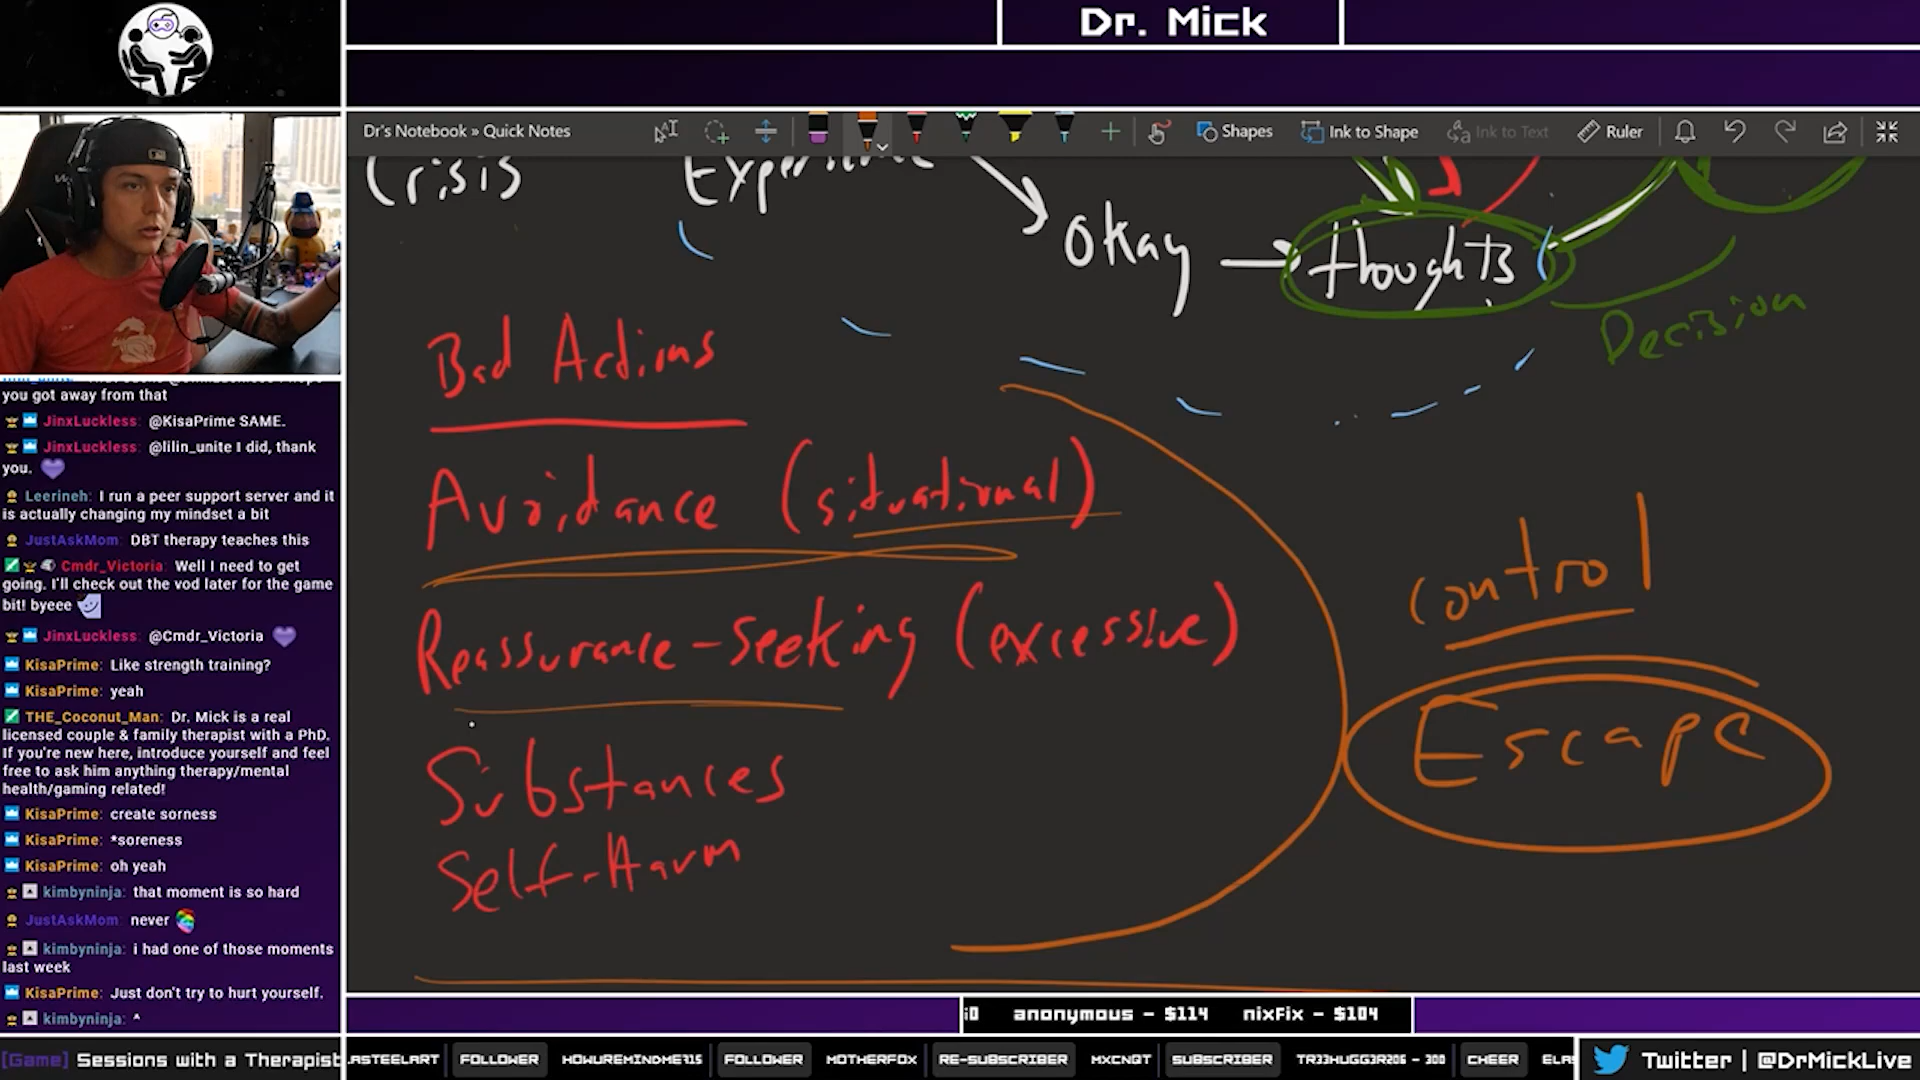 Dr. Mick
Dr's Notebook » Quick Notes
Shapes
Ink to Shape
Ink to Text
Ruler
Crisis
Okay
thoughts
Decision
Bad Actions
Avoidance (situational)
Reassurance-Seeking (excessive)
Substances
Self-Harm
Control
Escape
you got away from that
JinxLuckless: @KisaPrime SAME.
JinxLuckless: @lilin_unite I did, thank
you.
Leerineh: I run a peer support server and it
is actually changing my mindset a bit
JustAskMom: DBT therapy teaches this
Cmdr_Victoria: Well I need to get
going. I'll check out the vod later for the game
bit! byeee
JinxLuckless: @Cmdr_Victoria
KisaPrime: Like strength training?
KisaPrime: yeah
THE_Coconut_Man: Dr. Mick is a real
licensed couple & family therapist with a PhD.
If you're new here, introduce yourself and feel
free to ask him anything therapy/mental
health/gaming related!
KisaPrime: create sorness
KisaPrime: *soreness
KisaPrime: oh yeah
kimbyninja: that moment is so hard
JustAskMom: never
kimbyninja: i had one of those moments
last week
KisaPrime: Just don't try to hurt yourself.
kimbyninja: ^
anonymous - $114 nixFix - $104
[Game] Sessions with a Therapist
LASTEELART FOLLOWER HOWUREMINDME715 FOLLOWER MOTHERFOX RE-SUBSCRIBER MXCNQT SUBSCRIBER TR33HUGG3R206 - 300 CHEER
Twitter | @DrMickLive